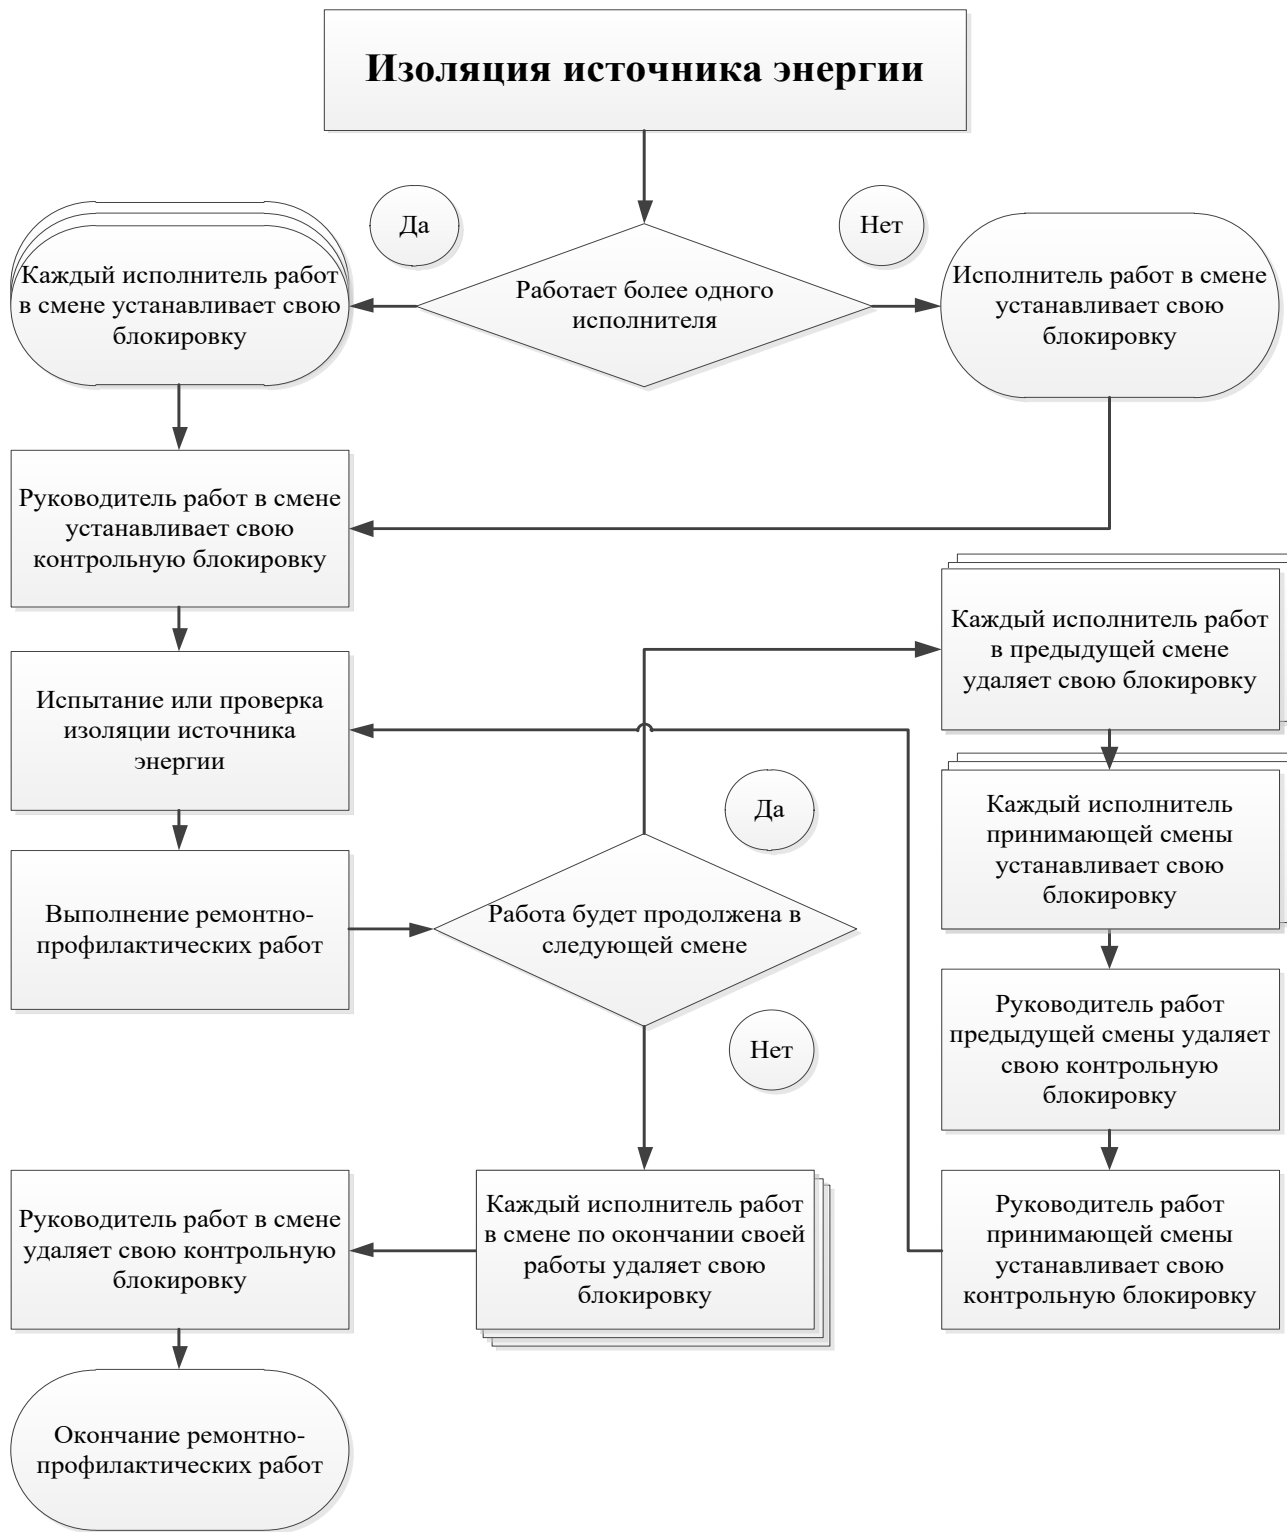 Изоляция источника энергии
Да
Нет
Каждый исполнитель работ
в смене устанавливает свою
блокировку
Работает более одного
исполнителя
Исполнитель работ в смене
устанавливает свою
блокировку
Руководитель работ в смене
устанавливает свою
контрольную блокировку
Каждый исполнитель работ
в предыдущей смене
удаляет свою блокировку
Испытание или проверка
изоляции источника
энергии
Да
Каждый исполнитель
принимающей смены
устанавливает свою
блокировку
Выполнение ремонтно-
профилактических работ
Работа будет продолжена в
следующей смене
Нет
Руководитель работ
предыдущей смены удаляет
свою контрольную
блокировку
Руководитель работ в смене
удаляет свою контрольную
блокировку
Каждый исполнитель работ
в смене по окончании своей
работы удаляет свою
блокировку
Руководитель работ
принимающей смены
устанавливает свою
контрольную блокировку
Окончание ремонтно-
профилактических работ